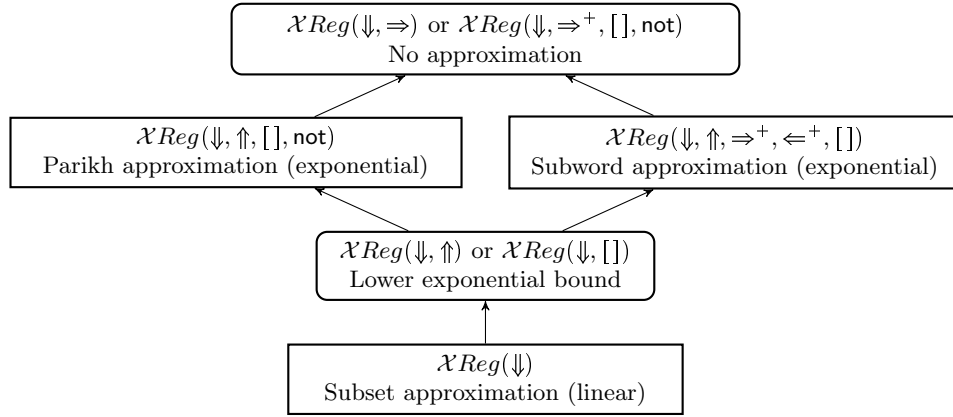 𝒳Reg(⇓, ⇒) or 𝒳Reg(⇓, ⇒⁺, [ ], not)
No approximation
𝒳Reg(⇓, ⇑, [ ], not)
Parikh approximation (exponential)
𝒳Reg(⇓, ⇑, ⇒⁺, ⇐⁺, [ ])
Subword approximation (exponential)
𝒳Reg(⇓, ⇑) or 𝒳Reg(⇓, [ ])
Lower exponential bound
𝒳Reg(⇓)
Subset approximation (linear)